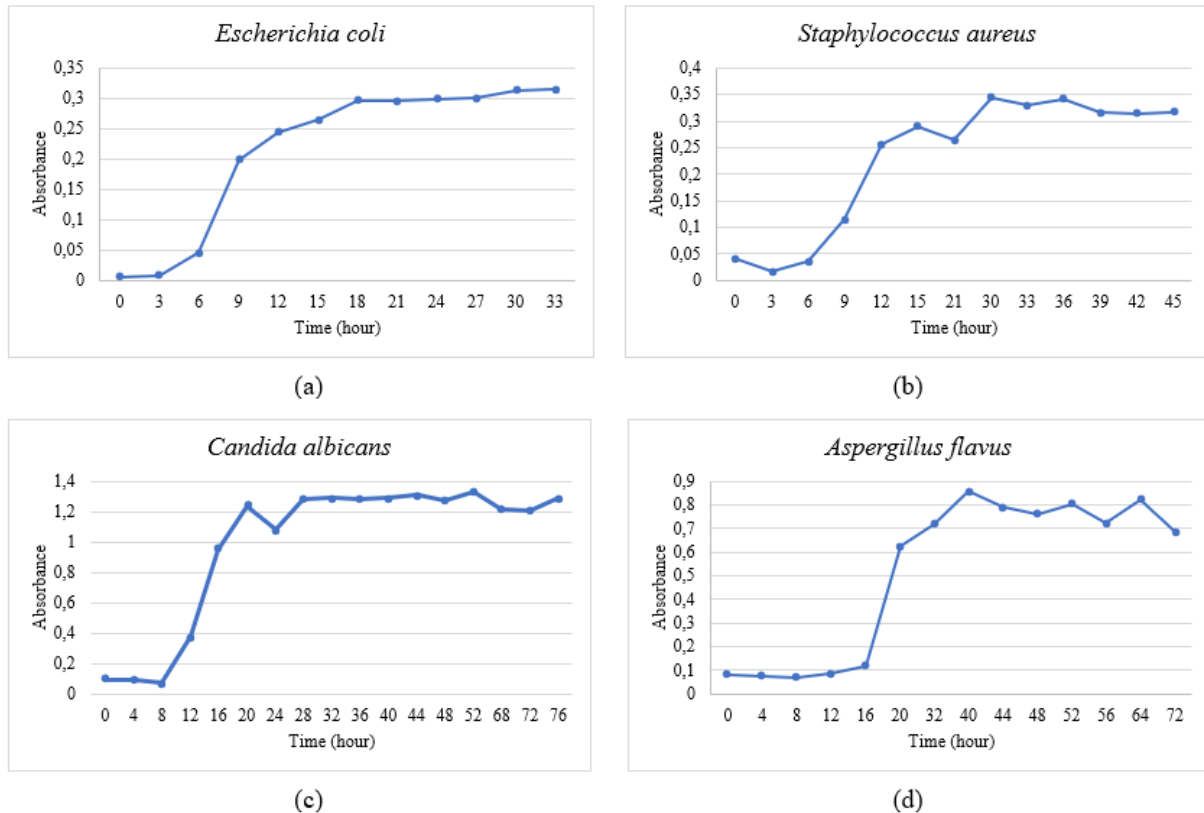 Escherichia coli
0,35
0,3
0,25
0,2
0,15
0,1
0,05
0
Absorbance
0 3 6 9 12 15 18 21 24 27 30 33
Time (hour)
(a)
Staphylococcus aureus
0,4
0,35
0,3
0,25
0,2
0,15
0,1
0,05
0
Absorbance
0 3 6 9 12 15 21 30 33 36 39 42 45
Time (hour)
(b)
Candida albicans
1,4
1,2
1
0,8
0,6
0,4
0,2
0
Absorbance
0 4 8 12 16 20 24 28 32 36 40 44 48 52 68 72 76
Time (hour)
(c)
Aspergillus flavus
0,9
0,8
0,7
0,6
0,5
0,4
0,3
0,2
0,1
0
Absorbance
0 4 8 12 16 20 32 40 44 48 52 56 64 72
Time (hour)
(d)